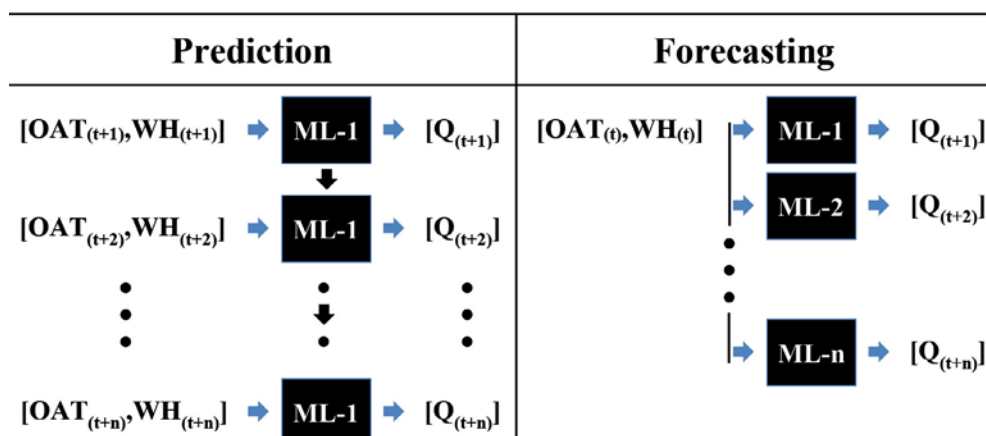 Prediction
[OAT(t+1),WH(t+1)] ML-1 [Q(t+1)]
[OAT(t+2),WH(t+2)] ML-1 [Q(t+2)]
[OAT(t+n),WH(t+n)] ML-1 [Q(t+n)]
Forecasting
[OAT(t),WH(t)] ML-1 [Q(t+1)]
ML-2 [Q(t+2)]
ML-n [Q(t+n)]